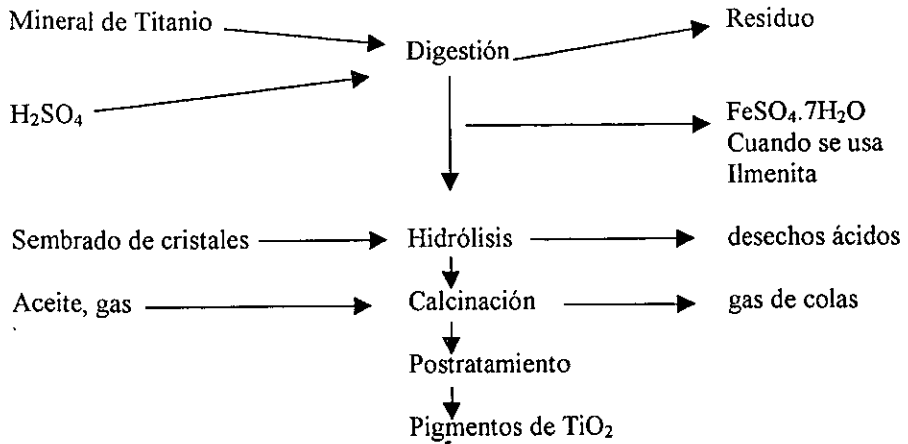 Mineral de Titanio
Residuo
Digestión
H₂SO₄
FeSO₄.7H₂O
Cuando se usa
Ilmenita
Sembrado de cristales
Hidrólisis
desechos ácidos
Aceite, gas
Calcinación
gas de colas
Postratamiento
Pigmentos de TiO₂